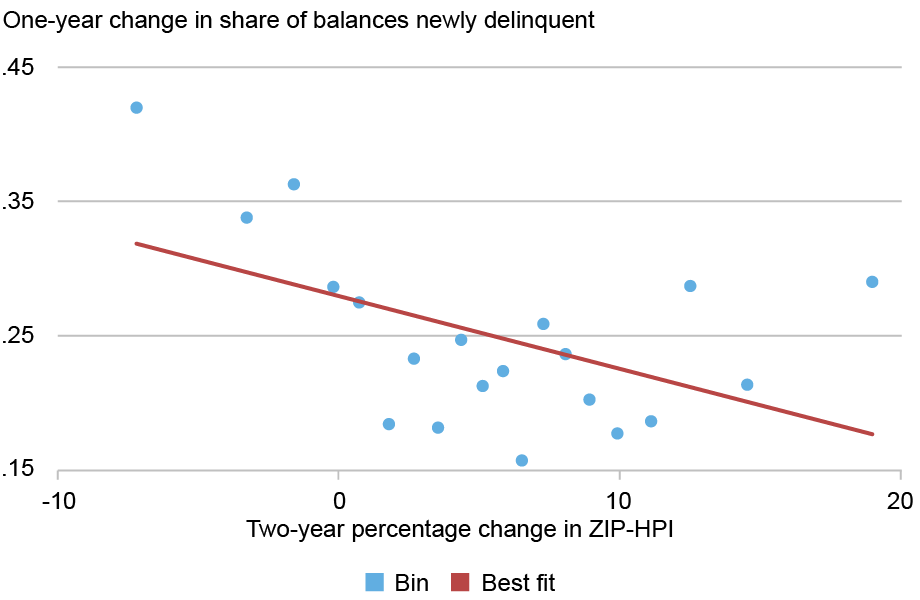 One-year change in share of balances newly delinquent
.45
.35
.25
.15
-10 0 10 20
Two-year percentage change in ZIP-HPI
Bin Best fit